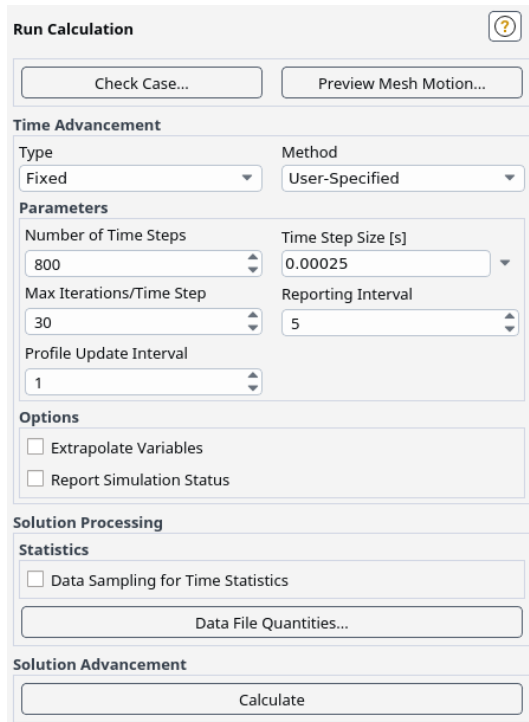 Run Calculation
?
Check Case...
Preview Mesh Motion...
Time Advancement
Type
Method
Fixed
User-Specified
Parameters
Number of Time Steps
Time Step Size [s]
800
0.00025
Max Iterations/Time Step
Reporting Interval
30
5
Profile Update Interval
1
Options
Extrapolate Variables
Report Simulation Status
Solution Processing
Statistics
Data Sampling for Time Statistics
Data File Quantities...
Solution Advancement
Calculate